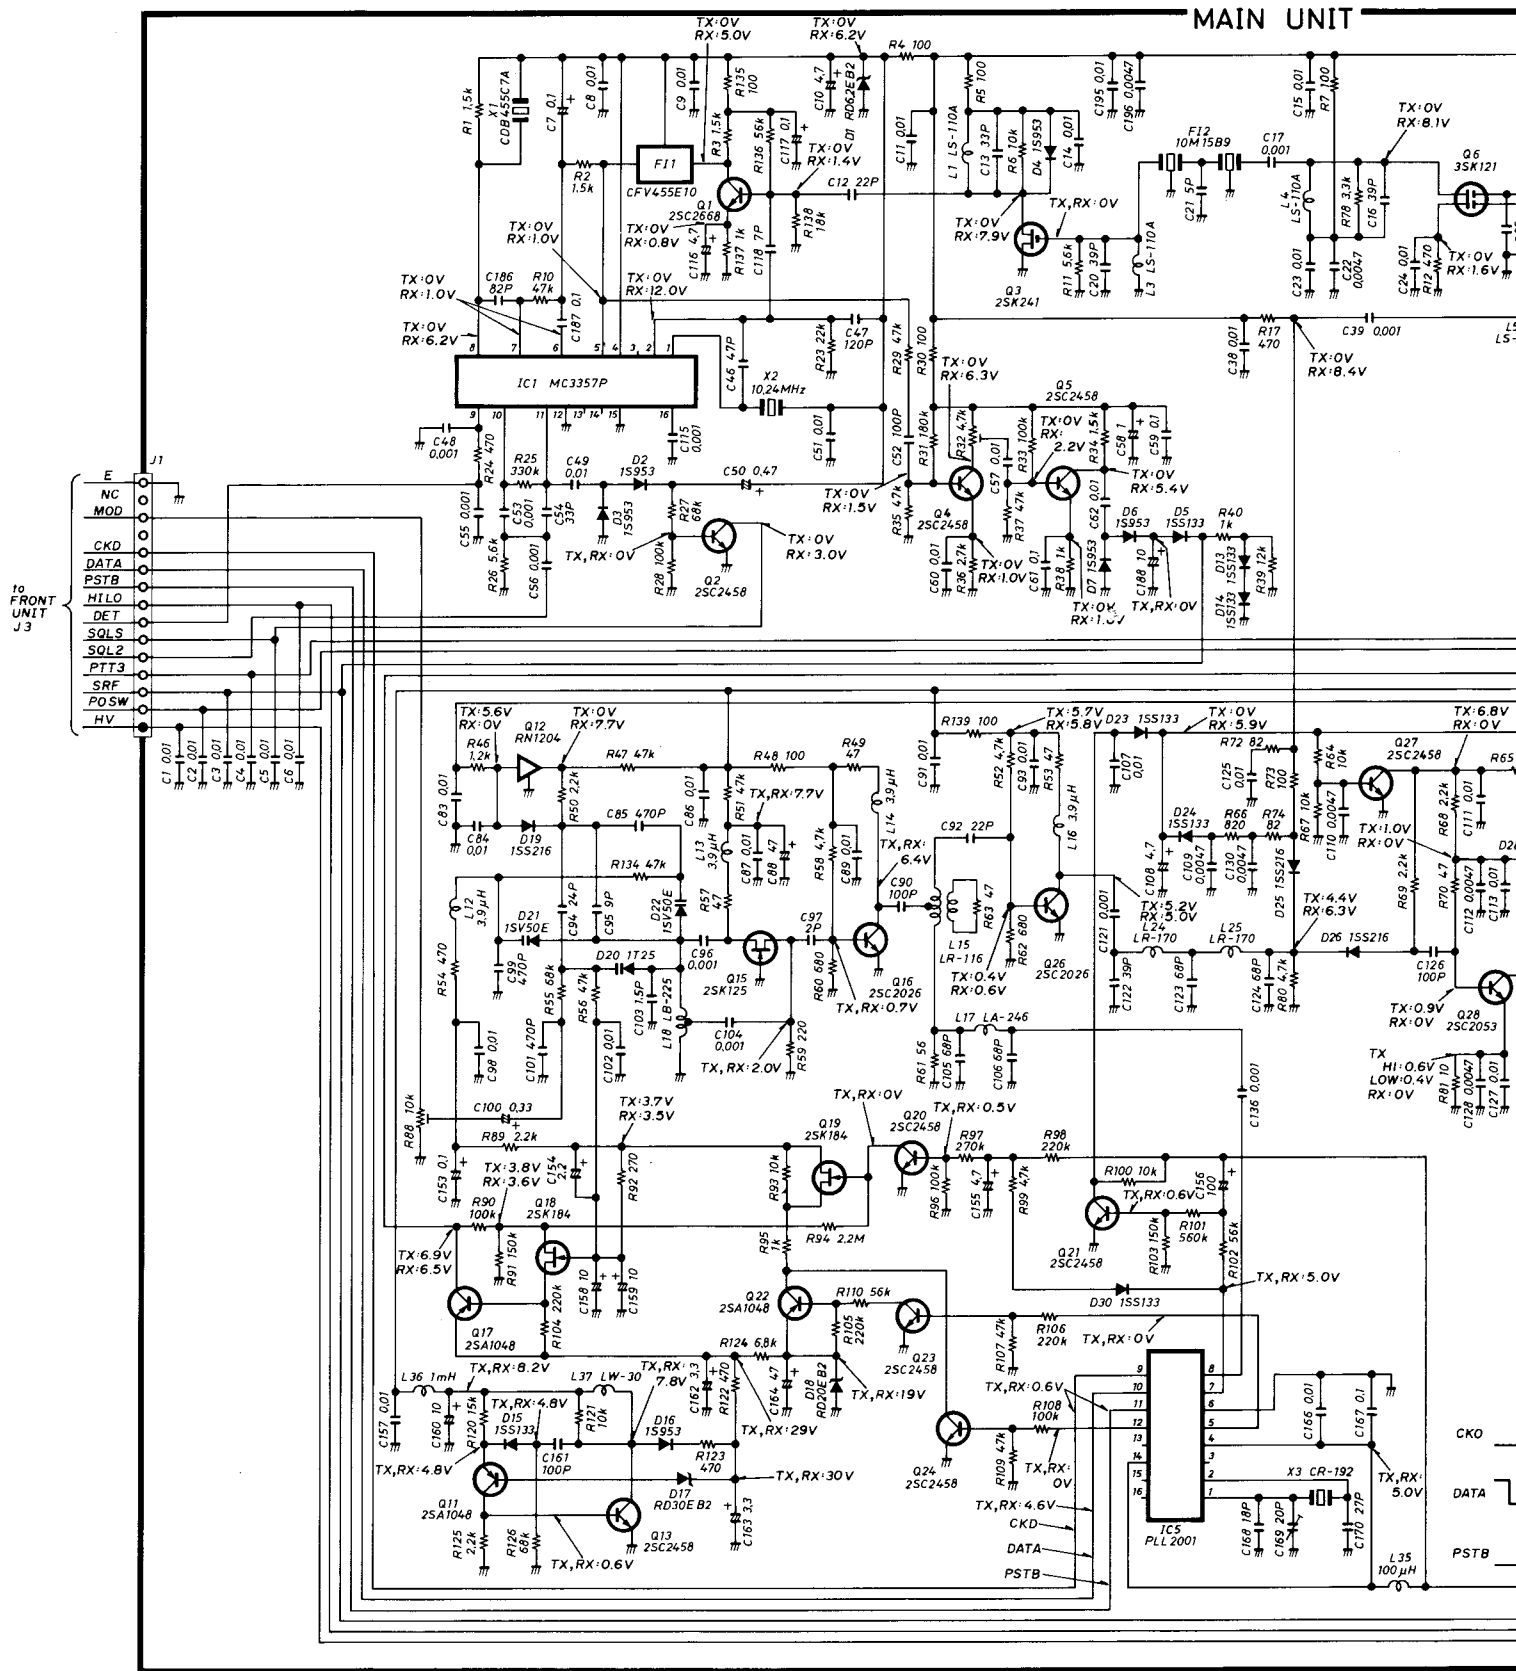 MAIN UNIT
TX:0V
RX:5.0V
TX:0V
RX:6.2V
R4 100
R1 1.5k
X1
CDB455C7A
C7 0.1
C8 0.01
C9 0.01
R135
100
C10 4.7
D1 RD6.2E B2
R3 1.5k
R136 56k
C117 0.1
C11 0.01
R5 100
L1 LS-110A
C13 33P
R6 10k
D4 1S953
C14 0.01
C195 0.01
C196 0.0047
C15 0.01
R7 100
TX:0V
RX:8.1V
FI2
10M15B9
C17
0.001
Q6
3SK121
R2
1.5k
FI1
CFV455E10
TX:0V
RX:1.4V
C12 22P
C21 5P
L4
LS-110A
R78 3.3k
C16 39P
Q1
2SC2668
TX:0V
RX:0.8V
C116 4.7
R137 1k
C118 7P
R138
18k
TX:0V
RX:7.9V
TX,RX:0V
Q3
2SK241
R11 5.6k
C20 39P
L3 LS-110A
C23 0.01
C22
0.0047
C24 0.01
R12 470
TX:0V
RX:1.6V
TX:0V
RX:1.0V
TX:0V
RX:12.0V
TX:0V
RX:1.0V
C186
82P
R10
47k
C187 0.1
TX:0V
RX:6.2V
8 7 6 5 4 3 2 1
IC1 MC3357P
9 10 11 12 13 14 15 16
C46 47P
R23 22k
C47
120P
X2
10.24MHz
R29 47k
R30 100
C38 0.01
R17
470
C39 0.001
TX:0V
RX:8.4V
TX:0V
RX:6.3V
Q5
2SC2458
C48
0.001
R24 470
R25
330k
C49
0.01
D2
1S953
C115
0.001
C50 0.47
C51 0.01
C52 100P
R31 180k
R32 4.7k
C57 0.01
R33 100k
TX:0V
RX:
2.2V
R34 1.5k
C58 1
C59 0.1
J1
to
FRONT
UNIT
J3
E
NC
MOD
CKD
DATA
PSTB
HILO
DET
SQLS
SQL2
PTT3
SRF
POSW
HV
C55 0.001
C53
0.001
C54
33P
D3
1S953
R27
68k
R26 5.6k
C56 0.001
TX,RX:0V
R28 100k
Q2
2SC2458
TX:0V
RX:3.0V
TX:0V
RX:1.5V
R35 47k
Q4
2SC2458
R37 47k
TX:0V
RX:5.4V
C62 0.01
D6
1S953
D5
1SS133
R40
1k
C60 0.01
R36 2.7k
TX:0V
RX:1.0V
C61 0.1
R38 1k
D7 1S953
C188 10
D13
1SS133
R39 12k
D14
1SS133
TX,RX:0V
C1 0.01
C2 0.01
C3 0.01
C4 0.01
C5 0.01
C6 0.01
TX:5.6V
RX:0V
Q12
RN1204
TX:0V
RX:7.7V
R46
1.2k
R47 47k
R48 100
R49
47
R139 100
TX:5.7V
RX:5.8V
D23 1SS133
TX:0V
RX:5.9V
R72 82
R64
10k
Q27
2SC2458
TX:6.8V
RX:0V
C83 0.01
C84
0.01
R50 2.2k
D19
1SS216
C85 470P
C86 0.01
R51 47k
TX,RX:7.7V
L14 3.9μH
C91 0.01
R52 4.7k
C93 0.01
R53 47
C107
0.01
C125
0.01
R73
100
R67 10k
C110 0.0047
R68 2.2k
C111 0.01
L13
3.9μH
C87 0.01
C88 47
R58 4.7k
C89 0.01
TX,RX:
6.4V
C92 22P
L16 3.9μH
D24
1SS133
R66
820
R74
82
TX:1.0V
RX:0V
R134 47k
L12
3.9μH
D21
1SV50E
C94 24P
C95 9P
D22
1SV50E
R57
47
C90
100P
R63 47
C108 4.7
C109
0.0047
C130
0.0047
D25 1SS216
R69 2.2k
R70 47
C112 0.0047
C113 0.01
R54 470
C99
470P
D20 1T25
C96
0.001
Q15
2SK125
C97
2P
R60 680
Q16
2SC2026
L15
LR-116
R62 680
Q26
2SC2026
TX:5.2V
RX:5.0V
C121 0.001
L24
LR-170
L25
LR-170
TX:4.4V
RX:6.3V
D26 1SS216
C126
100P
R55 68k
R56 47k
C103 1.5P
L18 LB-225
TX,RX:0.7V
TX:0.4V
RX:0.6V
C122 39P
C123 68P
C124 68P
R80 4.7k
TX:0.9V
RX:0V
Q28
2SC2053
C98 0.01
C101 470P
C102 0.01
C104
0.001
TX,RX:2.0V
R59 220
L17 LA-246
R61 56
C105 68P
C106 68P
C136 0.001
TX
HI:0.6V
LOW:0.4V
RX:0V
R81 10
C128 0.0047
C127 0.01
R88 10k
C100 0.33
R89 2.2k
TX:3.7V
RX:3.5V
TX,RX:0V
Q19
2SK184
Q20
2SC2458
TX,RX:0.5V
R97
270k
R98
220k
C153 0.1
TX:3.8V
RX:3.6V
C154
2.2
R92 270
R93 10k
R96 100k
C155 4.7
R99 4.7k
R100 10k
C156
100
R90
100k
Q18
2SK184
R95
1k
R94 2.2M
TX,RX:0.6V
TX:6.9V
RX:6.5V
R91 150k
Q21
2SC2458
R103 150k
R101
560k
R102 56k
Q17
2SA1048
R104 220k
C158 10
C159 10
Q22
2SA1048
R110 56k
R105
220k
D30 1SS133
TX,RX:5.0V
R124 6.8k
Q23
2SC2458
R107 47k
R106
220k
TX,RX:0V
L36 1mH
TX,RX:8.2V
L37 LW-30
TX,RX:
7.8V
C162 3.3
R122 470
C164 47
D18
RD20E B2
TX,RX:19V
TX,RX:0.6V
C157 0.01
C160 10
R120 15k
TX,RX:4.8V
D15
1SS133
R121
10k
D16
1S953
TX,RX:29V
R108
100k
C161
100P
R123
470
TX,RX:4.8V
D17
RD30E B2
TX,RX:30V
Q24
2SC2458
R109 47k
TX,RX:
0V
Q11
2SA1048
R125
2.2k
R126
68k
TX,RX:0.6V
Q13
2SC2458
C163 3.3
TX,RX:4.6V
CKD
DATA
PSTB
9 8
10 7
11 6
12 5
13 4
14 3
15 2
16 1
IC5
PLL2001
C166 0.01
C167 0.1
X3 CR-192
TX,RX:
5.0V
C168 18P
C169 20P
C170 27P
L35
100μH
CKO
DATA
PSTB